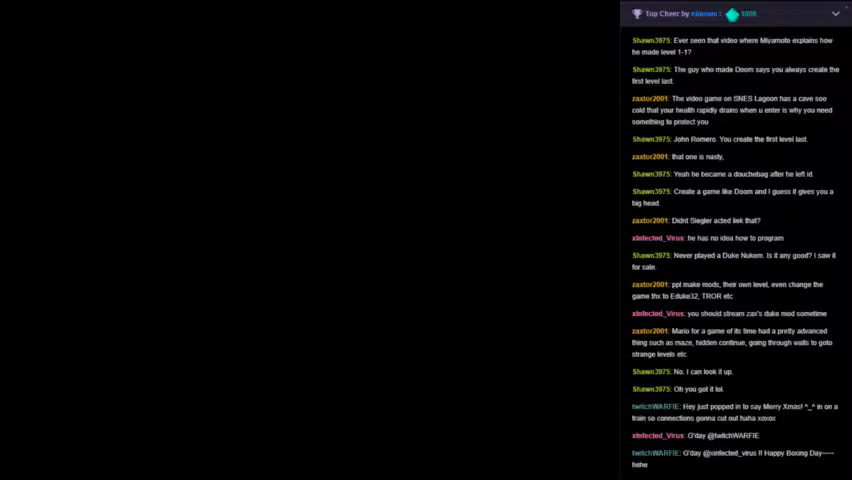 Top Cheer by
1000
Shawn3975: Ever seen that video where Miyamoto explains how
he made level 1-1?
Shawn3975: The guy who made Doom says you always create the
first level last.
zaxtor2001: The video game on SNES Lagoon has a cave soo
cold that your health rapidly drains when u enter is why you need
something to protect you
Shawn3975: John Romero. You create the first level last.
zaxtor2001: that one is nasty,
Shawn3975: Yeah he became a douchebag after he left id.
Shawn3975: Create a game like Doom and I guess it gives you a
big head.
zaxtor2001: Didnt Siegler acted liek that?
xInfected_Virus: he has no idea how to program
Shawn3975: Never played a Duke Nukem. Is it any good? I saw it
for sale.
zaxtor2001: ppl make mods, their own level, even change the
game thx to Eduke32, TROR etc
xInfected_Virus: you should stream zax's duke mod sometime
zaxtor2001: Mario for a game of its time had a pretty advanced
thing such as maze, hidden continue, going through walls to goto
strange levels etc
Shawn3975: No. I can look it up.
Shawn3975: Oh you got it lol.
twitchWARFIE: Hey just popped in to say Merry Xmas! ^_^ in on a
train so connections gonna cut out haha xoxox
xInfected_Virus: G'day @twitchWARFIE
twitchWARFIE: G'day @xinfected_virus !! Happy Boxing Day~~~
hehe